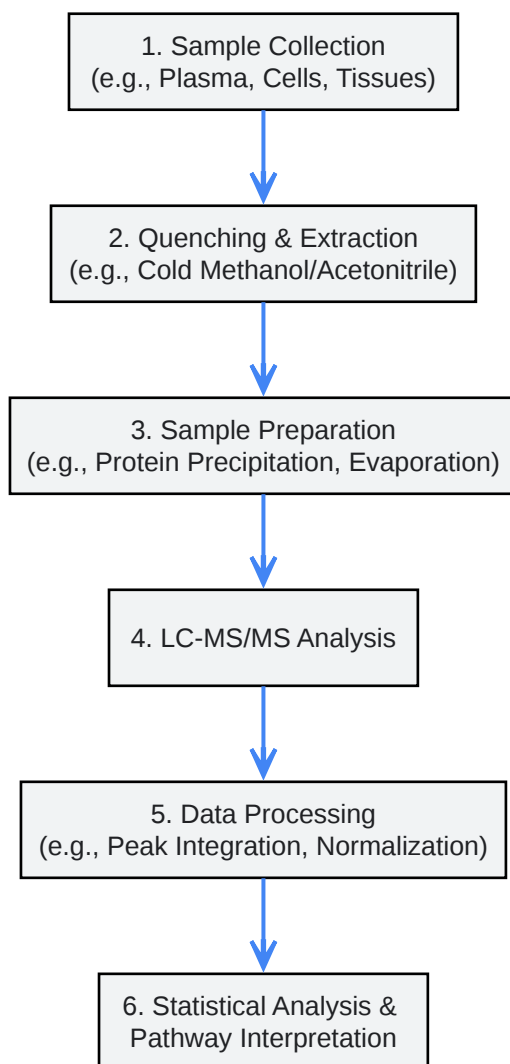 1. Sample Collection
(e.g., Plasma, Cells, Tissues)
2. Quenching & Extraction
(e.g., Cold Methanol/Acetonitrile)
3. Sample Preparation
(e.g., Protein Precipitation, Evaporation)
4. LC-MS/MS Analysis
5. Data Processing
(e.g., Peak Integration, Normalization)
6. Statistical Analysis &
Pathway Interpretation